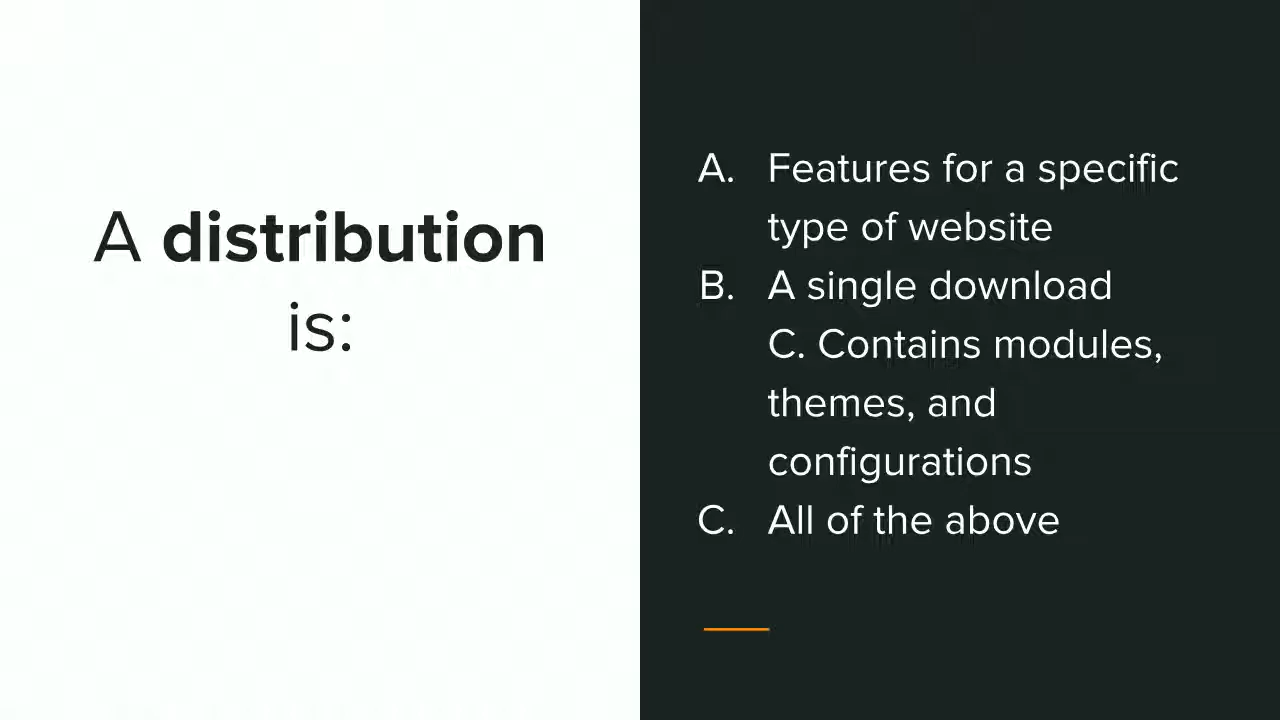 A distribution
is:
A. Features for a specific
type of website
B. A single download
C. Contains modules,
themes, and
configurations
C. All of the above